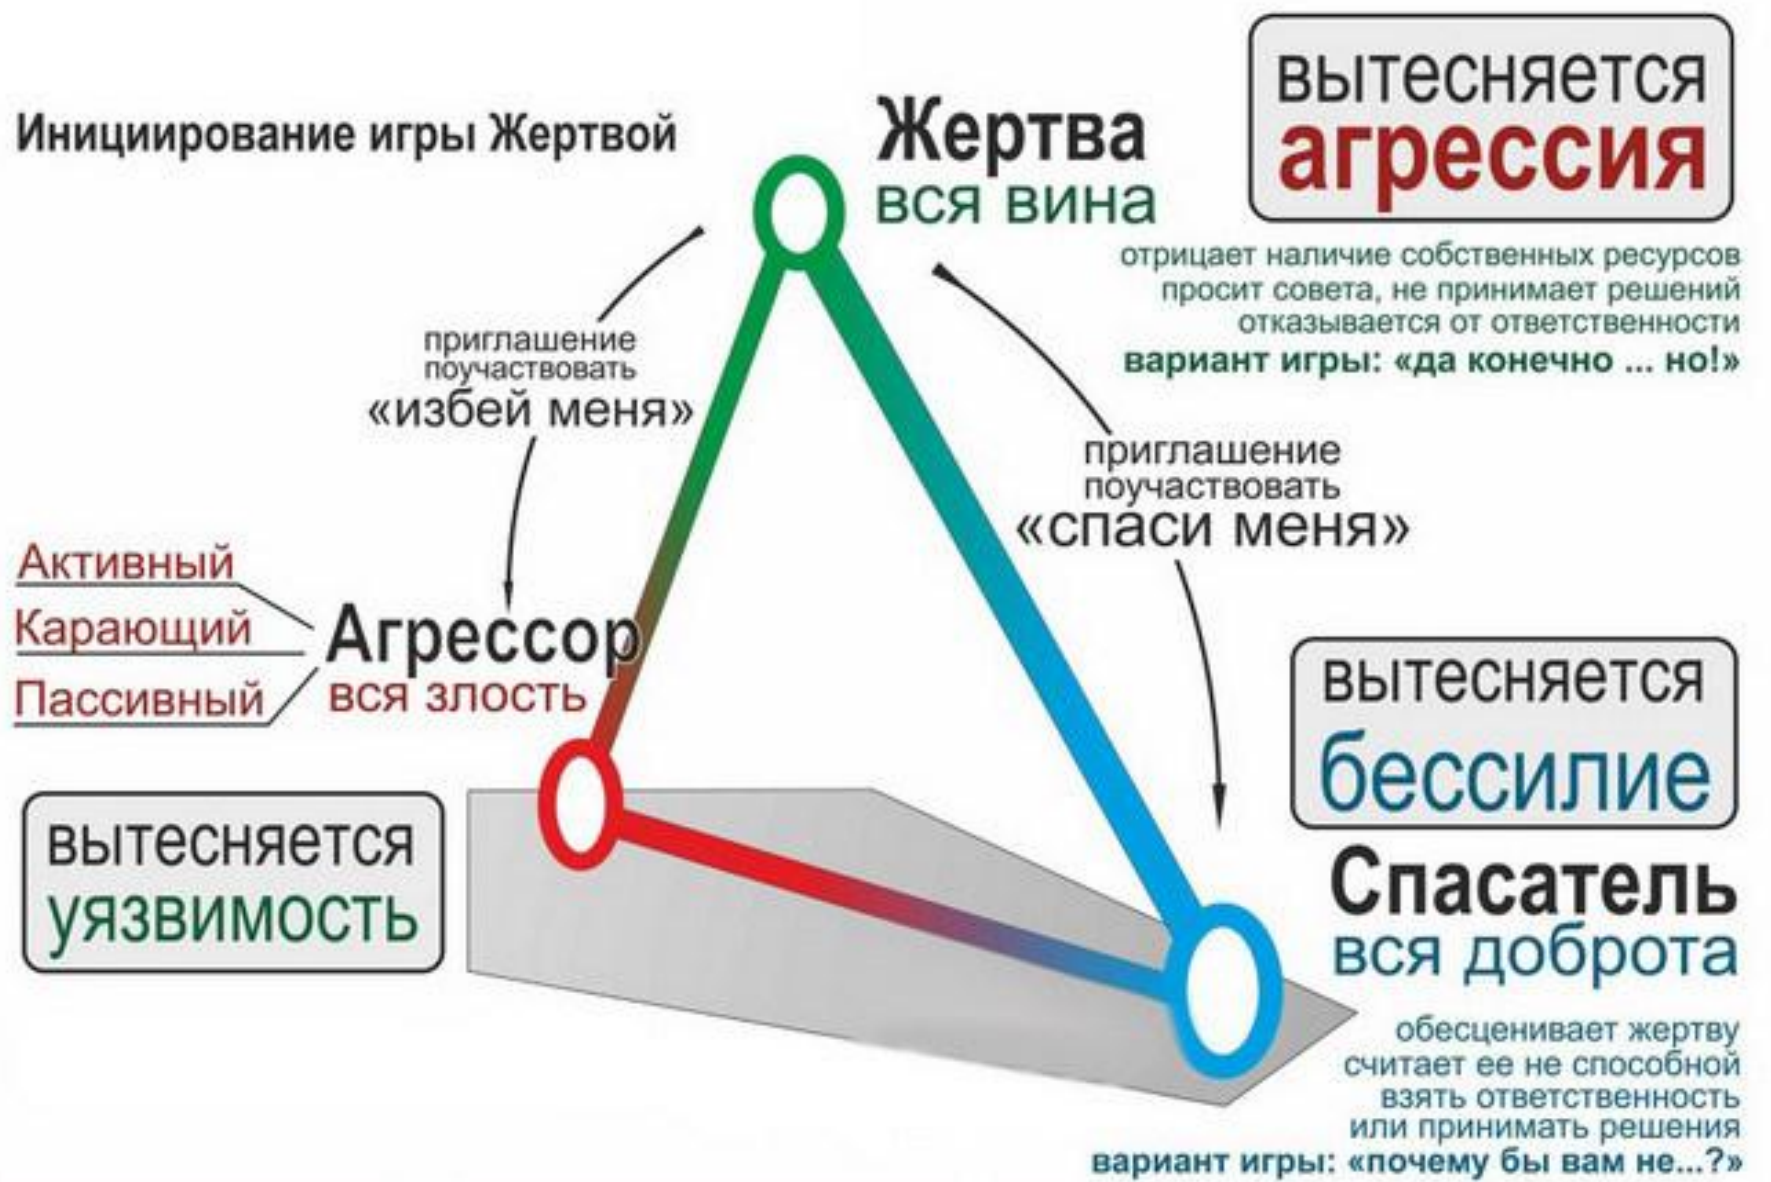 Инициирование игры Жертвой
Жертва
вся вина
вытесняется
агрессия
отрицает наличие собственных ресурсов
просит совета, не принимает решений
отказывается от ответственности
вариант игры: «да конечно ... но!»
приглашение
поучаствовать
«избей меня»
приглашение
поучаствовать
«спаси меня»
Активный
Карающий
Пассивный
Агрессор
вся злость
вытесняется
уязвимость
вытесняется
бессилие
Спасатель
вся доброта
обесценивает жертву
считает ее не способной
взять ответственность
или принимать решения
вариант игры: «почему бы вам не...?»